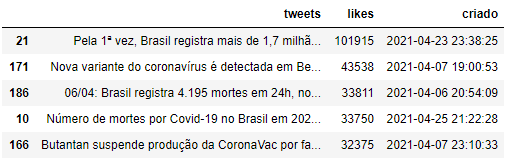 tweets likes criado
21 Pela 1ª vez, Brasil registra mais de 1,7 milhã... 101915 2021-04-23 23:38:25
171 Nova variante do coronavírus é detectada em Be... 43538 2021-04-07 19:00:53
186 06/04: Brasil registra 4.195 mortes em 24h, no... 33811 2021-04-06 20:54:09
10 Número de mortes por Covid-19 no Brasil em 202... 33750 2021-04-25 21:22:28
166 Butantan suspende produção da CoronaVac por fa... 32375 2021-04-07 23:10:33